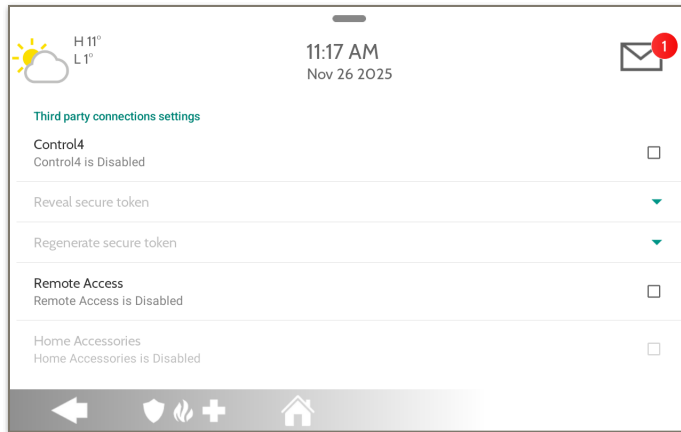 H 11°
L 1°
11:17 AM
Nov 26 2025
1
Third party connections settings
Control4
Control4 is Disabled
Reveal secure token
Regenerate secure token
Remote Access
Remote Access is Disabled
Home Accessories
Home Accessories is Disabled